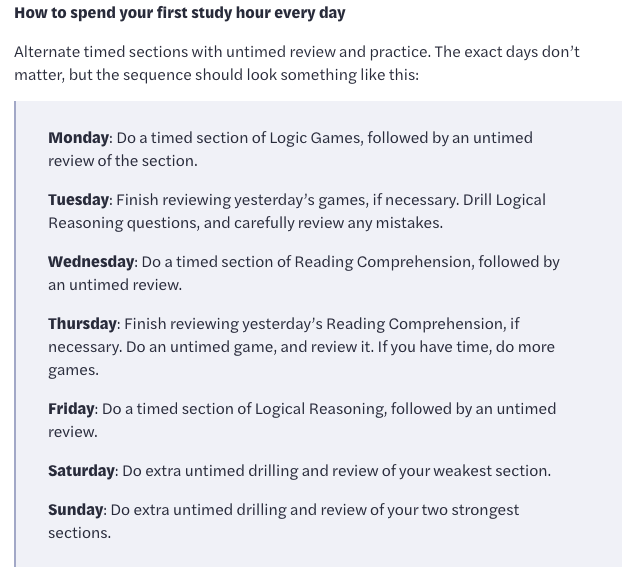 How to spend your first study hour every day
Alternate timed sections with untimed review and practice. The exact days don’t
matter, but the sequence should look something like this:
Monday: Do a timed section of Logic Games, followed by an untimed
review of the section.
Tuesday: Finish reviewing yesterday’s games, if necessary. Drill Logical
Reasoning questions, and carefully review any mistakes.
Wednesday: Do a timed section of Reading Comprehension, followed by
an untimed review.
Thursday: Finish reviewing yesterday’s Reading Comprehension, if
necessary. Do an untimed game, and review it. If you have time, do more
games.
Friday: Do a timed section of Logical Reasoning, followed by an untimed
review.
Saturday: Do extra untimed drilling and review of your weakest section.
Sunday: Do extra untimed drilling and review of your two strongest
sections.